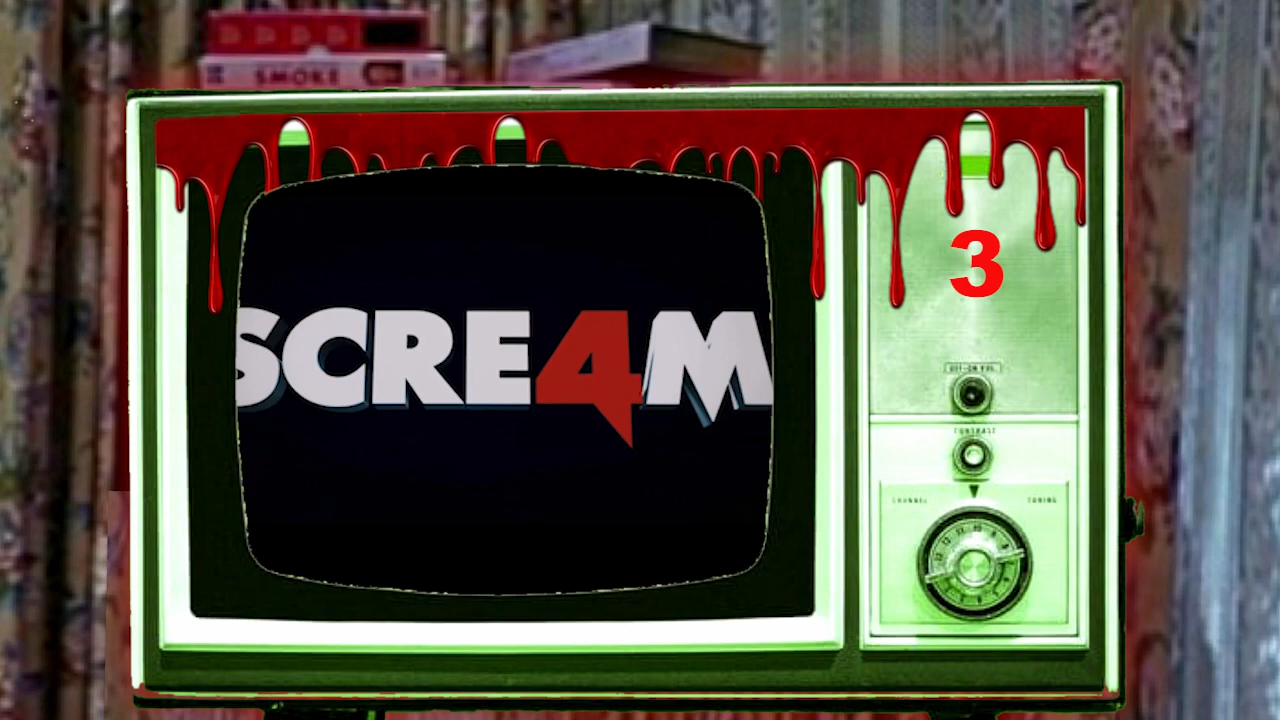 SMOKE
SCRE4M
3
OFF-ON VOL.
CONTRAST
CHANNEL
TUNING